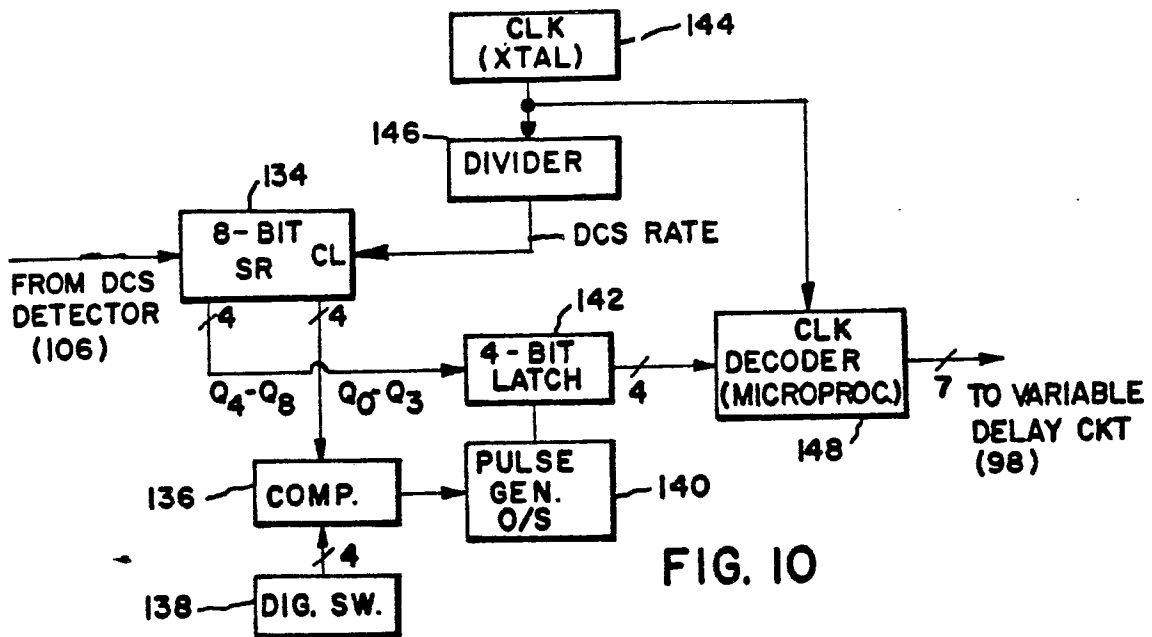 CLK
(XTAL)
144
146
DIVIDER
134
8-BIT
SR
CL
DCS RATE
FROM DCS
DETECTOR
(106)
4
4
142
4-BIT
LATCH
4
CLK
DECODER
(MICROPROC.)
7
TO VARIABLE
DELAY CKT
(98)
148
Q4-Q8
Q0-Q3
136
COMP.
PULSE
GEN.
O/S
140
4
138
DIG. SW.
FIG. 10